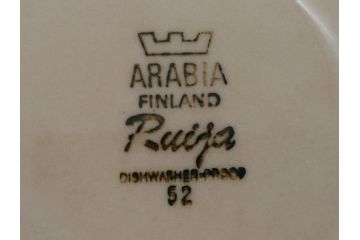 ARABIA
FINLAND
Ruija
DISHWASHER-PROOF
52